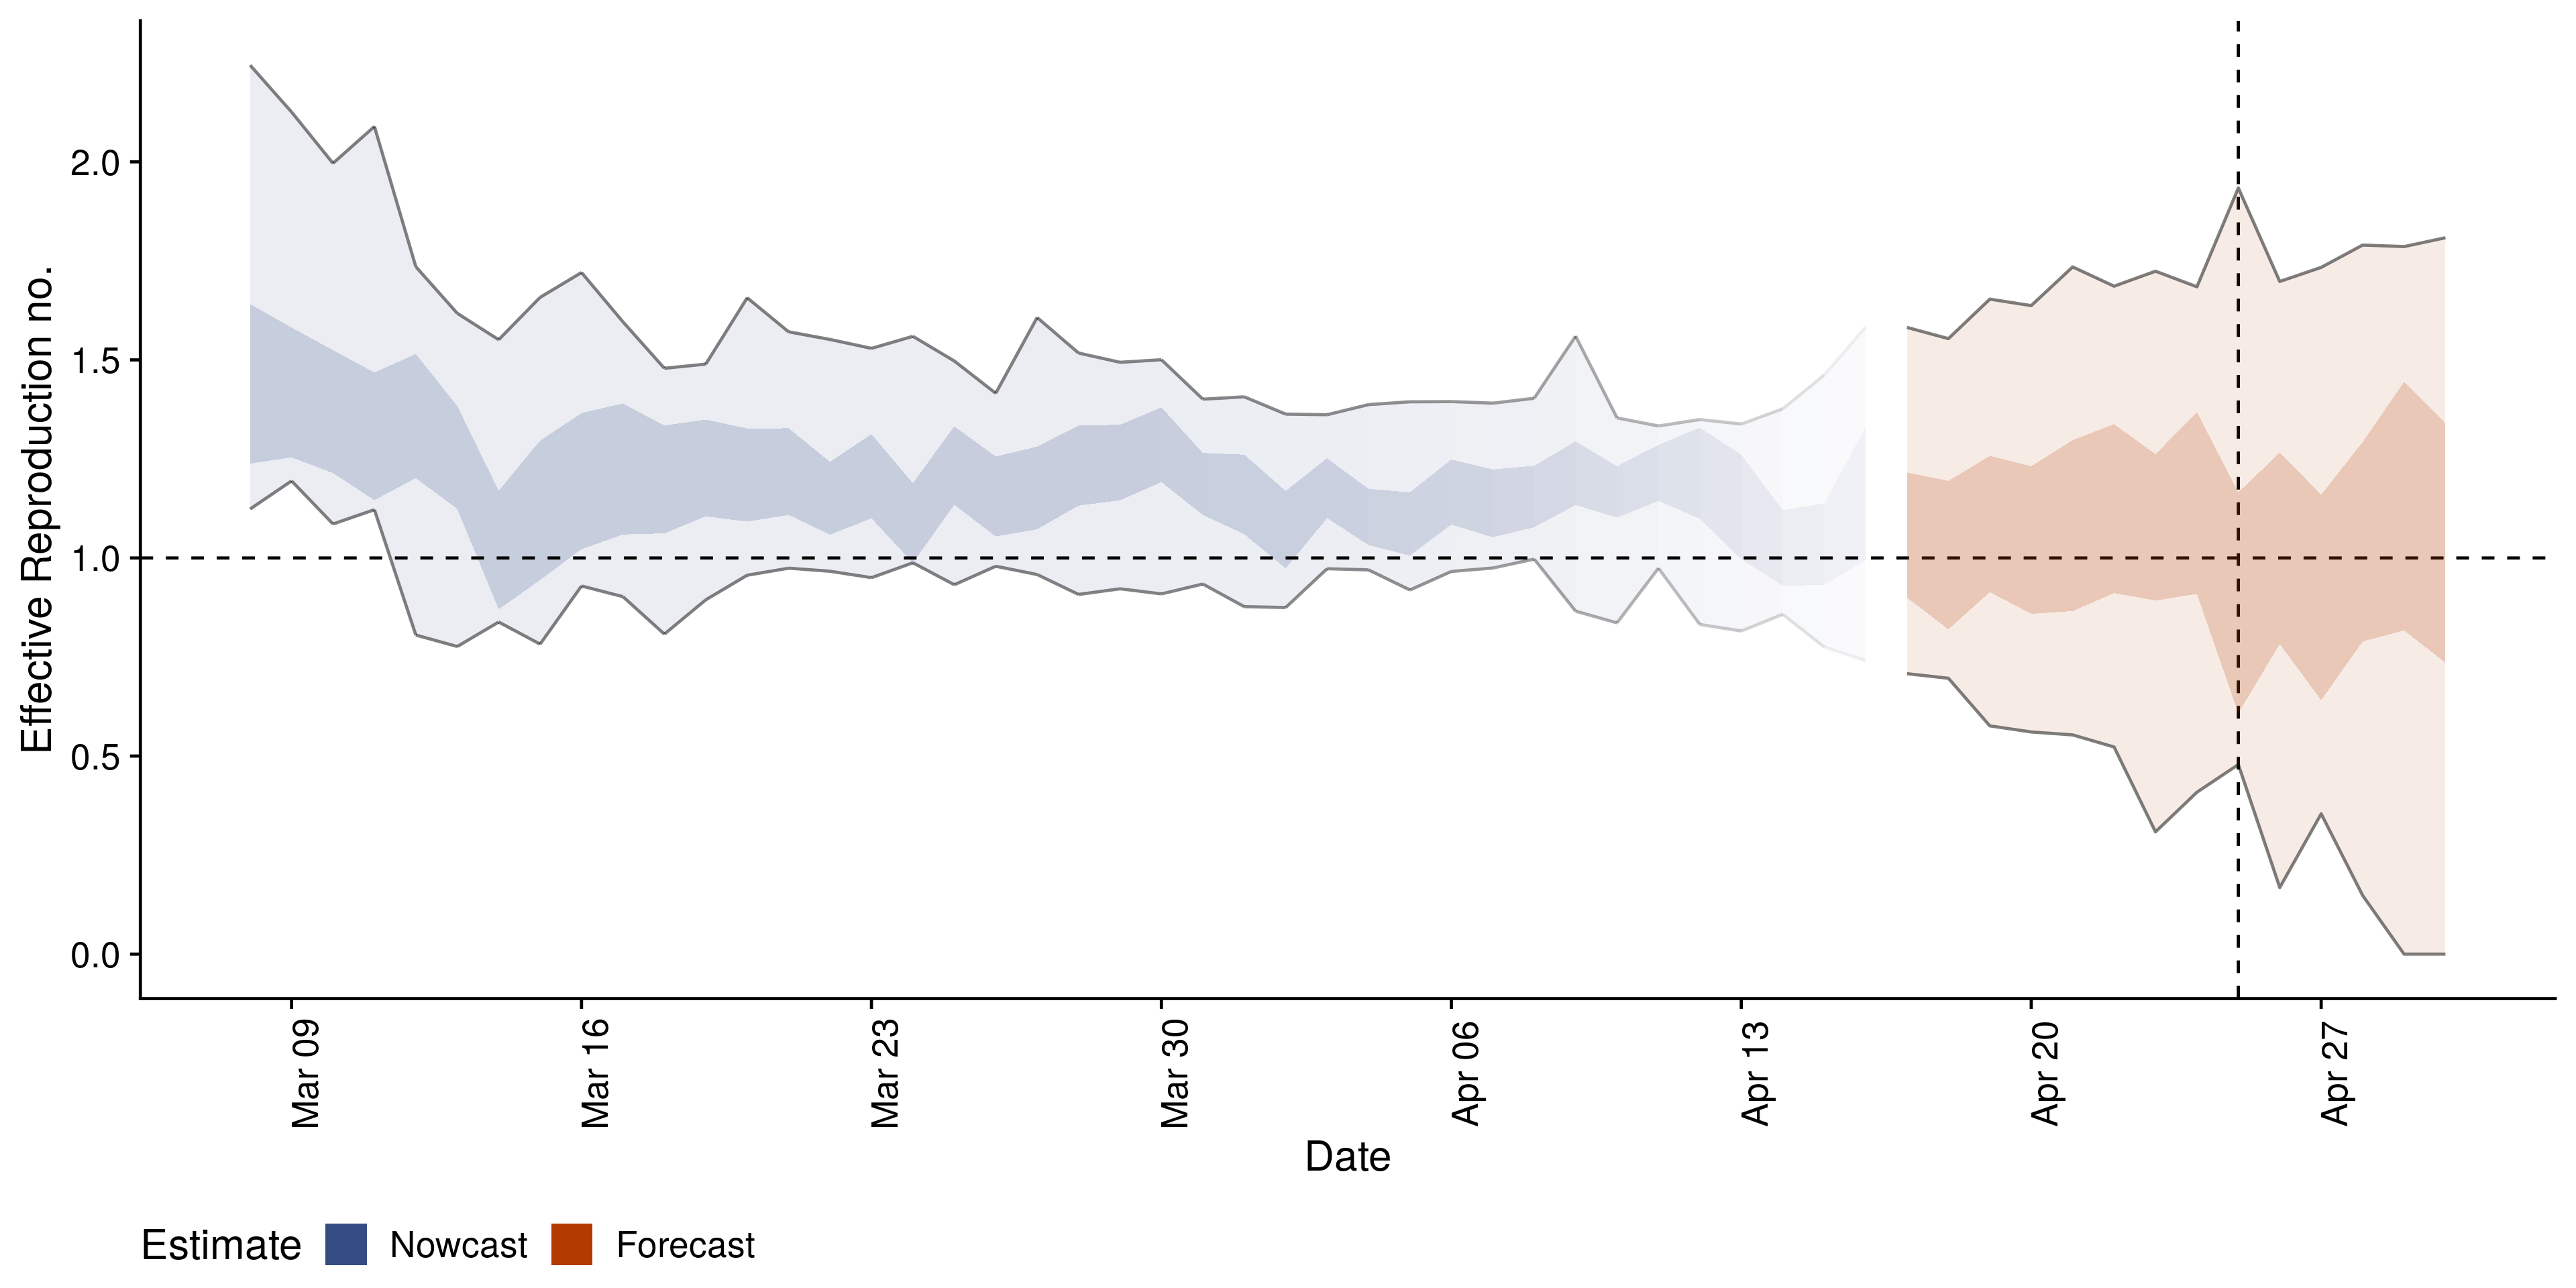 Effective Reproduction no.
2.0
1.5
1.0
0.5
0.0
Mar 09
Mar 16
Mar 23
Mar 30
Apr 06
Apr 13
Apr 20
Apr 27
Date
Estimate Nowcast Forecast